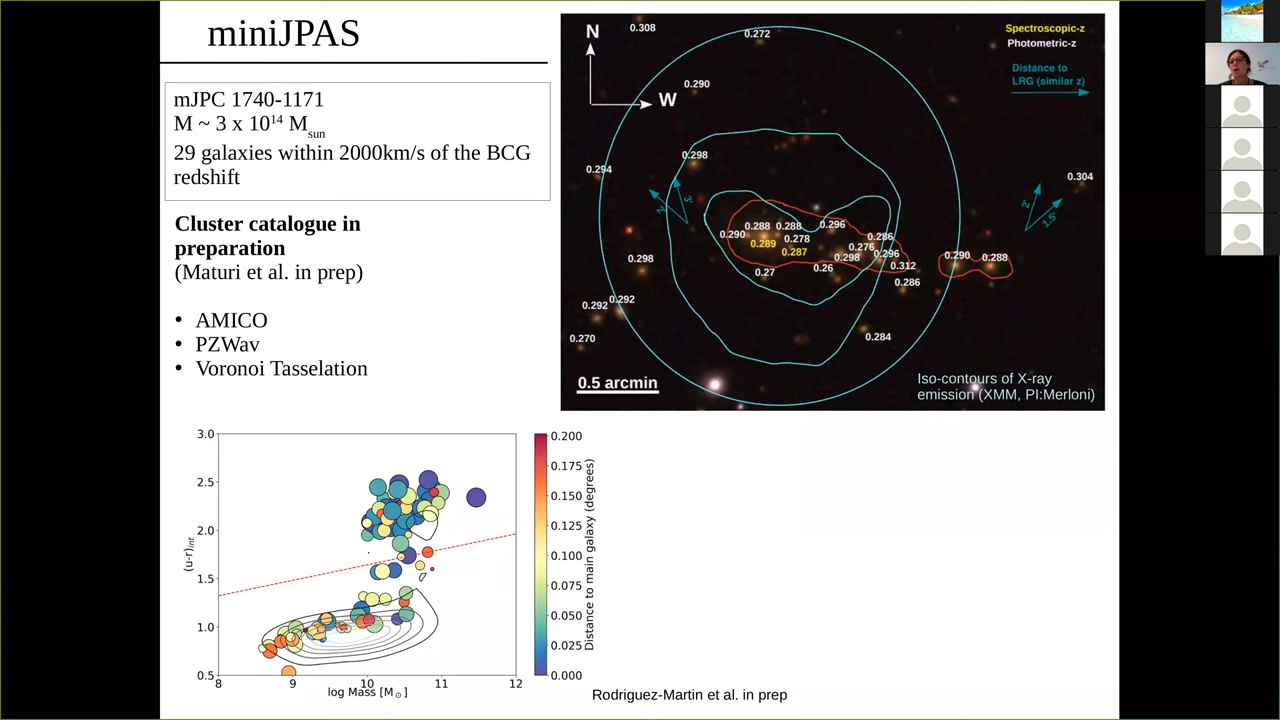 miniJPAS
mJPC 1740-1171
M ~ 3 x 10¹⁴ Msun
29 galaxies within 2000km/s of the BCG
redshift
Cluster catalogue in
preparation
(Maturi et al. in prep)
• AMICO
• PZWav
• Voronoi Tasselation
N
W
Spectroscopic-z
Photometric-z
Distance to
LRG (similar z)
0.308
0.272
0.290
0.298
0.294
0.304
3'
2'
2'
1.5'
0.288 0.288 0.296
0.290
0.289
0.278
0.287
0.286
0.276
0.296
0.298
0.312
0.290
0.288
0.298
0.27
0.26
0.286
0.292
0.292
0.270
0.284
0.5 arcmin
Iso-contours of X-ray
emission (XMM, PI:Merloni)
3.0
2.5
2.0
1.5
1.0
0.5
(u-r)int
8 9 10 11 12
log Mass [M⊙]
0.200
0.175
0.150
0.125
0.100
0.075
0.050
0.025
0.000
Distance to main galaxy (degrees)
Rodriguez-Martin et al. in prep